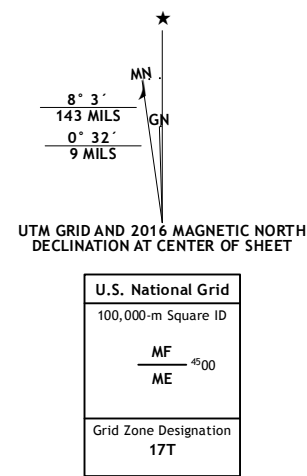 ★
MN
8° 3´
143 MILS
GN
0° 32´
9 MILS
UTM GRID AND 2016 MAGNETIC NORTH
DECLINATION AT CENTER OF SHEET
U.S. National Grid
100,000-m Square ID
MF
4500
ME
Grid Zone Designation
17T